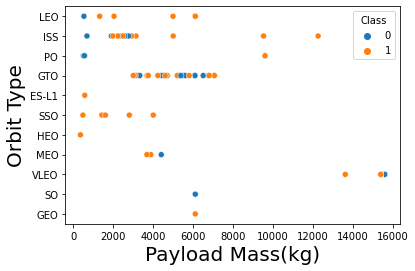 Orbit Type
LEO
ISS
PO
GTO
ES-L1
SSO
HEO
MEO
VLEO
SO
GEO
Class
0
1
0 2000 4000 6000 8000 10000 12000 14000 16000
Payload Mass(kg)